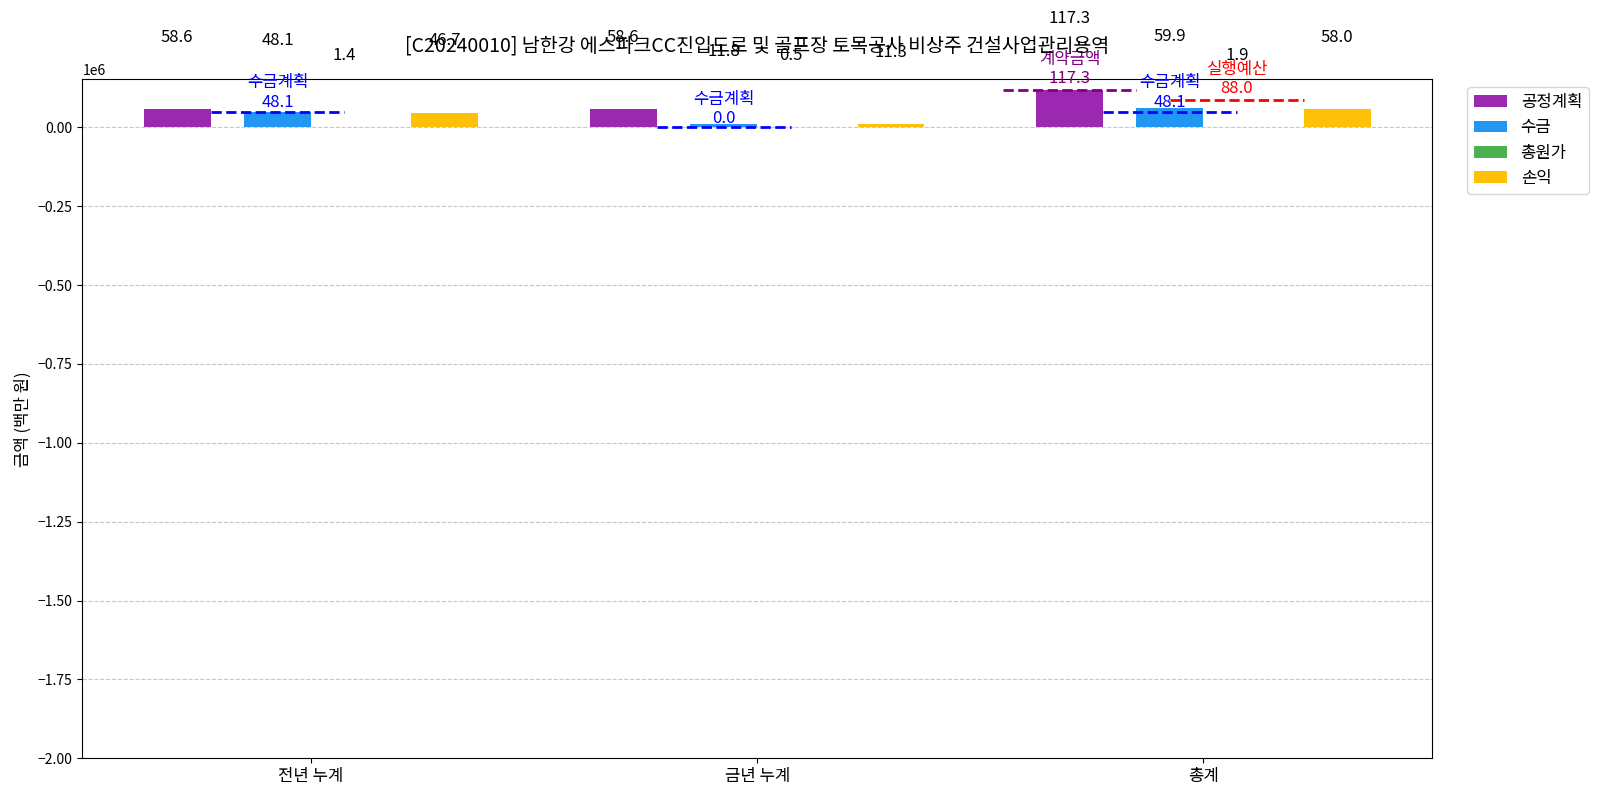 117.3
58.6
48.1
1.4
46.7
58.6
11.8
0.5
11.3
59.9
1.9
58.0
[C20240010] 남한강 에스파크CC진입도로 및 골프장 토목공사 비상주 건설사업관리용역
1e6
수금계획
48.1
수금계획
0.0
계약금액
117.3
수금계획
48.1
실행예산
88.0
공정계획
수금
총원가
손익
금액 (백만 원)
0.00
−0.25
−0.50
−0.75
−1.00
−1.25
−1.50
−1.75
−2.00
전년 누계
금년 누계
총계